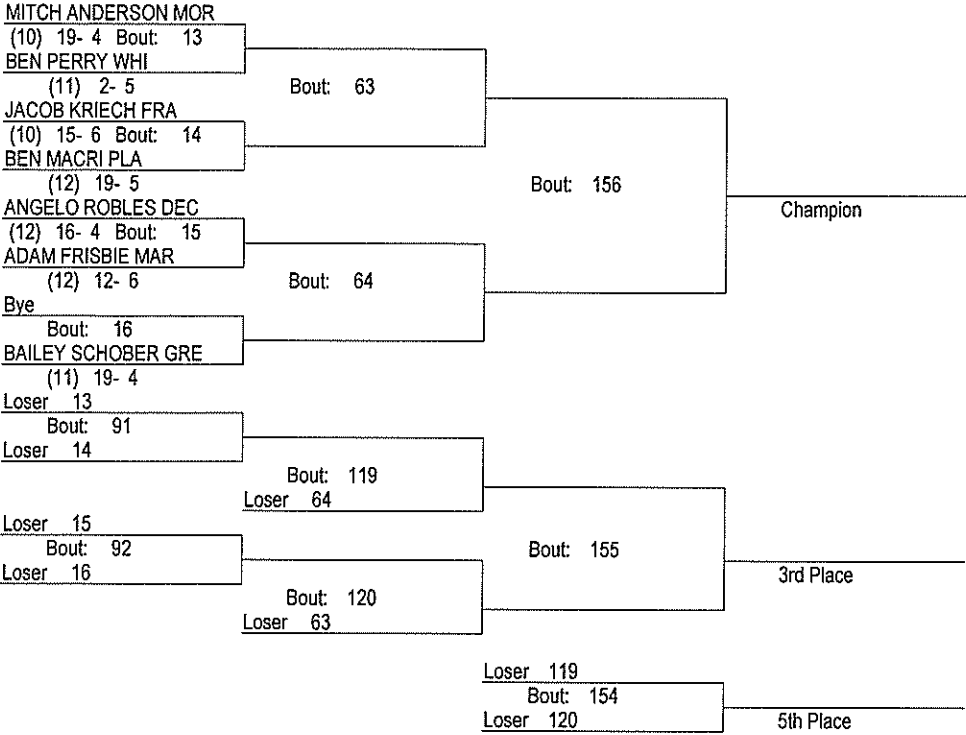 MITCH ANDERSON MOR
(10) 19- 4 Bout: 13
BEN PERRY WHI
(11) 2- 5
Bout: 63
JACOB KRIECH FRA
(10) 15- 6 Bout: 14
BEN MACRI PLA
(12) 19- 5
Bout: 156
Champion
ANGELO ROBLES DEC
(12) 16- 4 Bout: 15
ADAM FRISBIE MAR
(12) 12- 6
Bout: 64
Bye
Bout: 16
BAILEY SCHOBER GRE
(11) 19- 4
Loser 13
Bout: 91
Loser 14
Bout: 119
Loser 64
Loser 15
Bout: 92
Loser 16
Bout: 155
3rd Place
Bout: 120
Loser 63
Loser 119
Bout: 154
Loser 120
5th Place